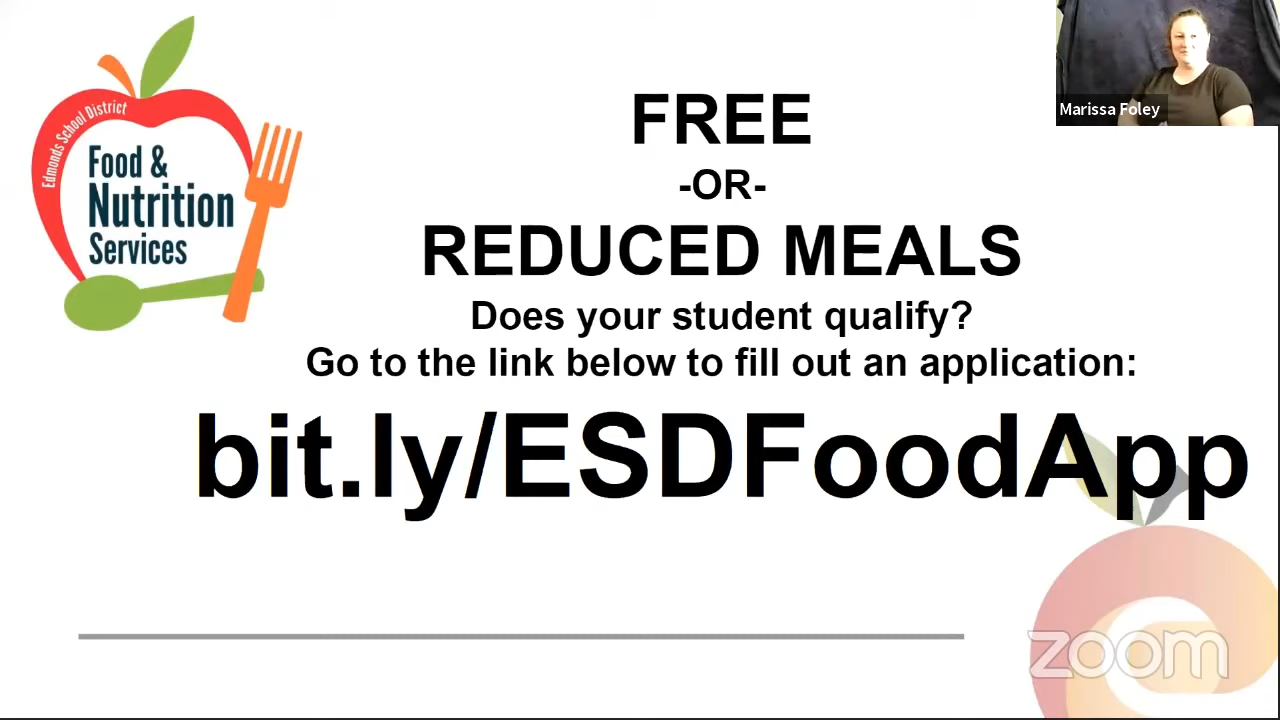 Edmonds School District
Food &
Nutrition
Services
FREE
-OR-
REDUCED MEALS
Does your student qualify?
Go to the link below to fill out an application:
bit.ly/ESDFoodApp
Marissa Foley
zoom